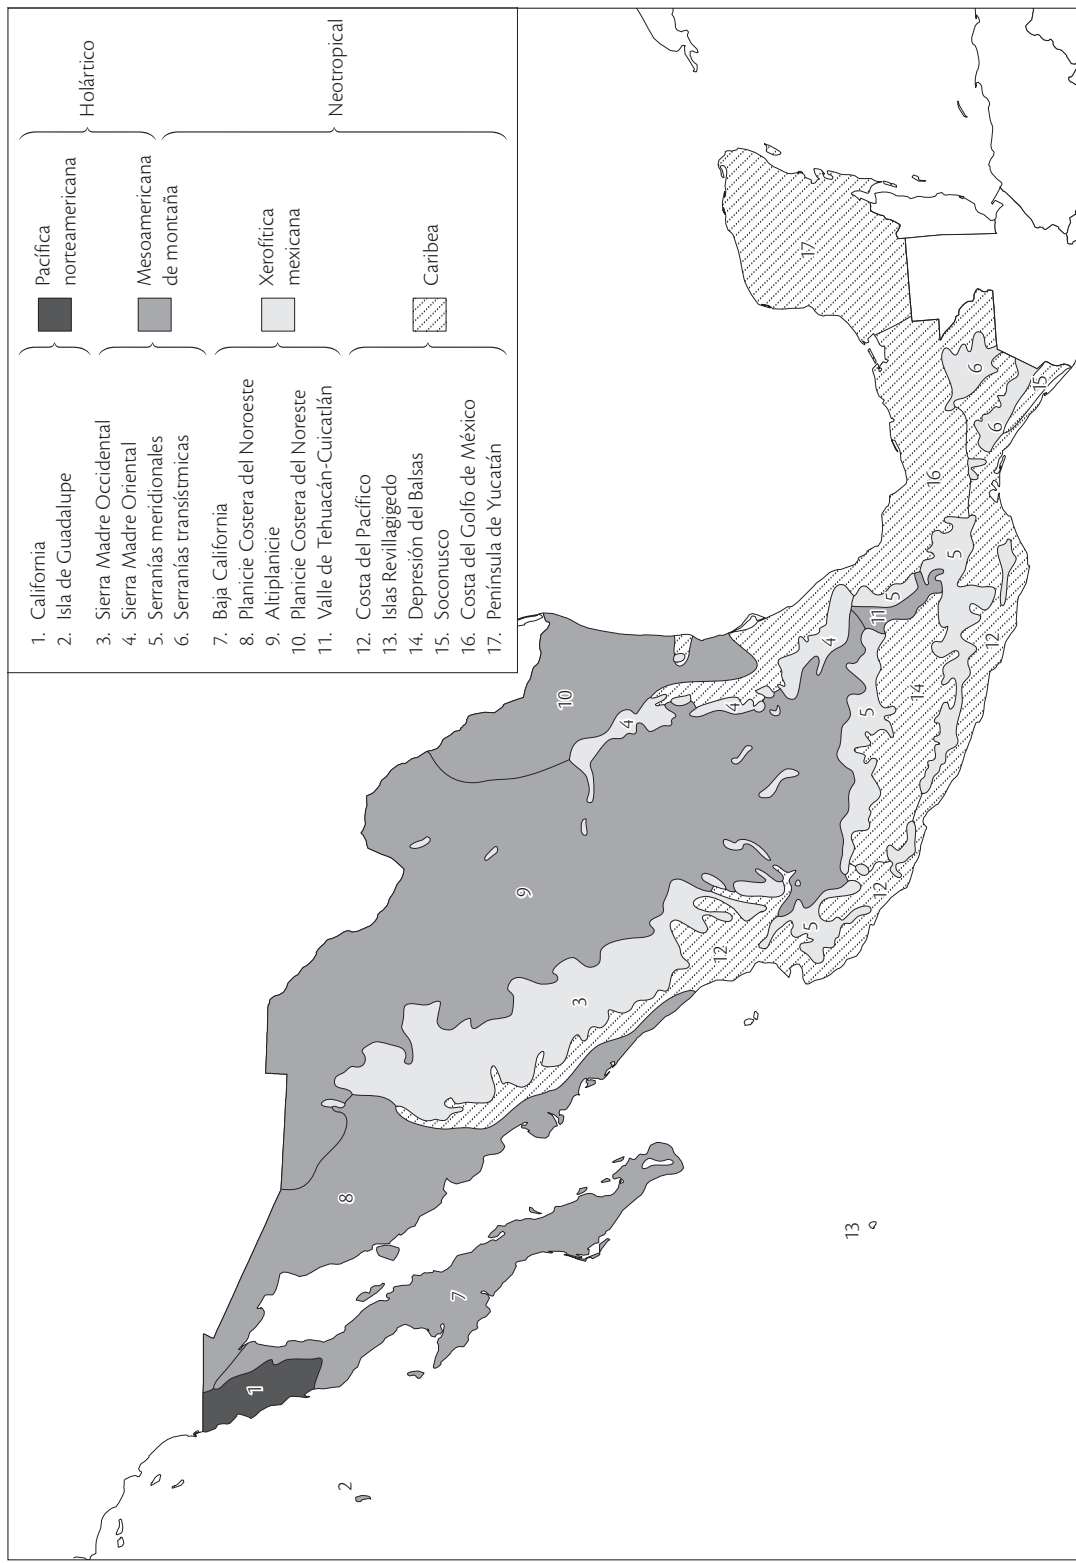 1. California
2. Isla de Guadalupe
3. Sierra Madre Occidental
4. Sierra Madre Oriental
5. Serranías meridionales
6. Serranías transístmicas
7. Baja California
8. Planicie Costera del Noroeste
9. Altiplanicie
10. Planicie Costera del Noreste
11. Valle de Tehuacán-Cuicatlán
12. Costa del Pacífico
13. Islas Revillagigedo
14. Depresión del Balsas
15. Soconusco
16. Costa del Golfo de México
17. Península de Yucatán
Pacífica
norteamericana
Mesoamericana
de montaña
Xerofítica
mexicana
Caribea
Holártico
Neotropical
1
2
7
8
13
3
9
12
5
12
10
4
4
4
5
14
11
5
12
5
16
6
6
15
17